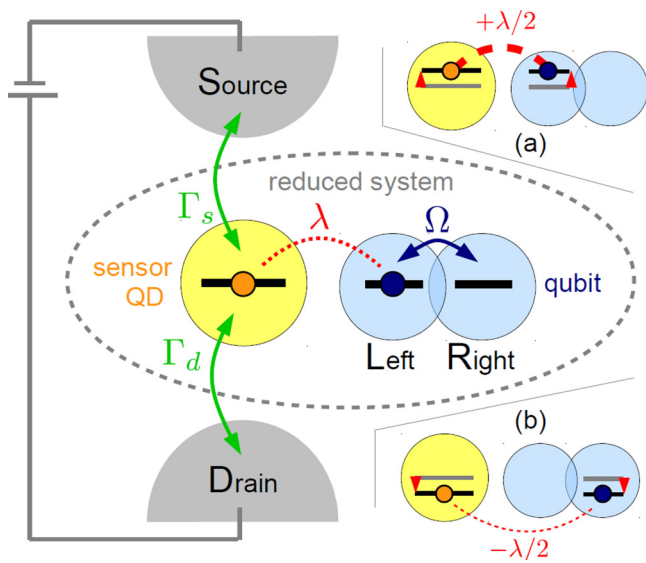 +λ/2
Source
(a)
reduced system
Γs
λ
Ω
sensor
QD
qubit
Γd
Left
Right
(b)
Drain
−λ/2